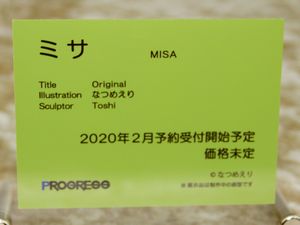 ミサ MISA
Title Original
Illustration なつめえり
Sculptor Toshi
2020年2月予約受付開始予定
価格未定
©なつめえり
※展示品は制作中の原型です
PROGRESS